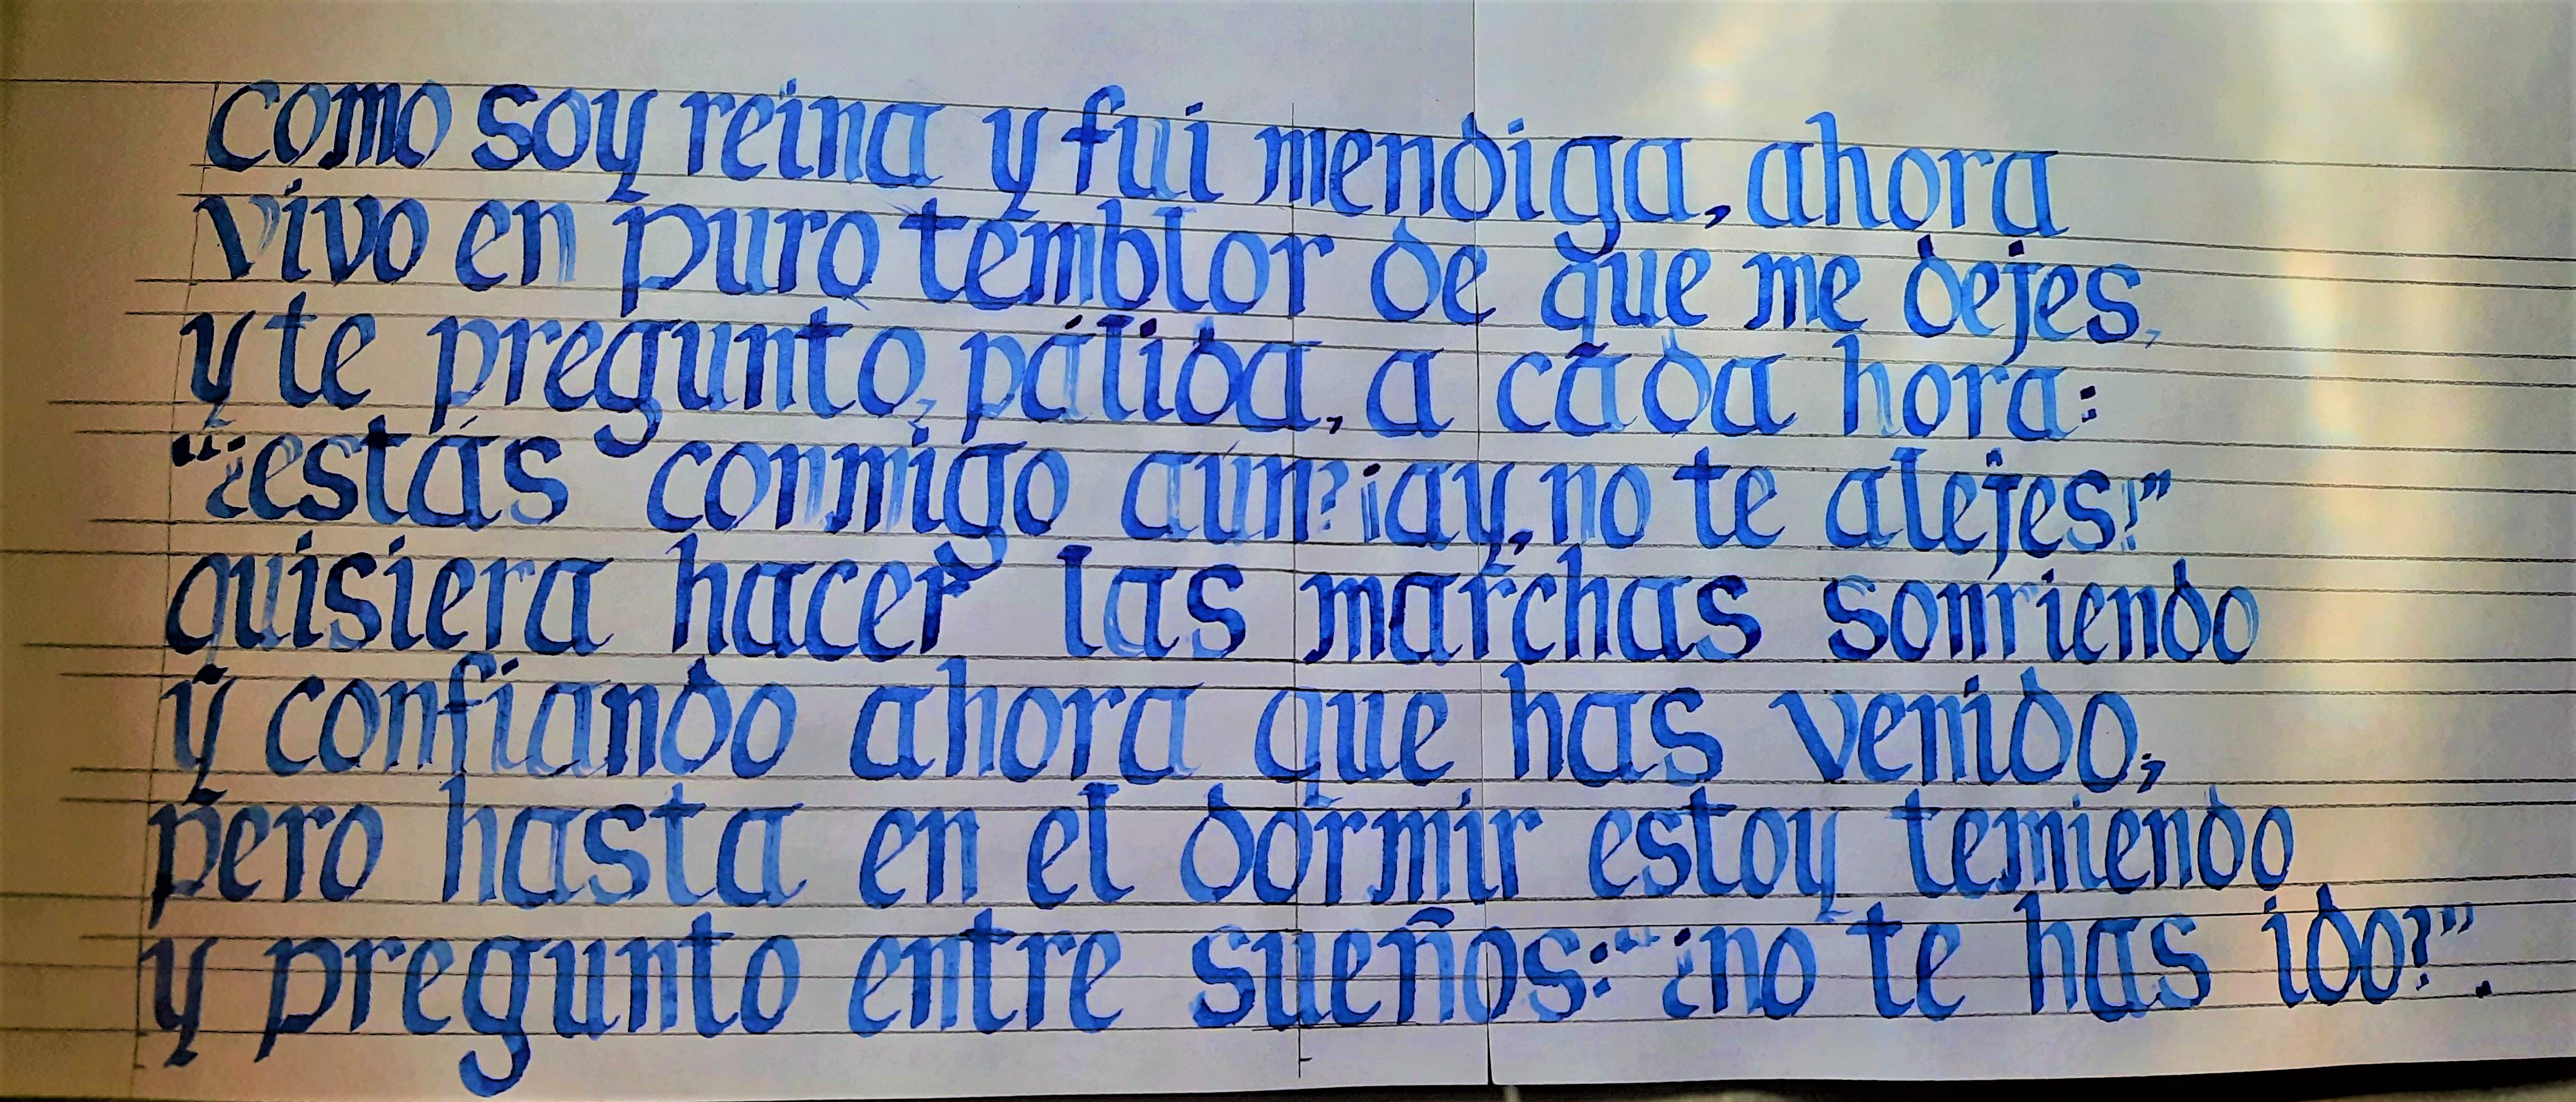 como soy reina y fui mendiga, ahora
vivo en puro temblor de que me dejes,
y te pregunto, pálida, a cada hora:
“¿estás conmigo aún? ¡ay, no te alejes!”
quisiera hacer las marchas sonriendo
y confiando ahora que has venido;
pero hasta en el dormir estoy temiendo
y pregunto entre sueños: “¿no te has ido?”.